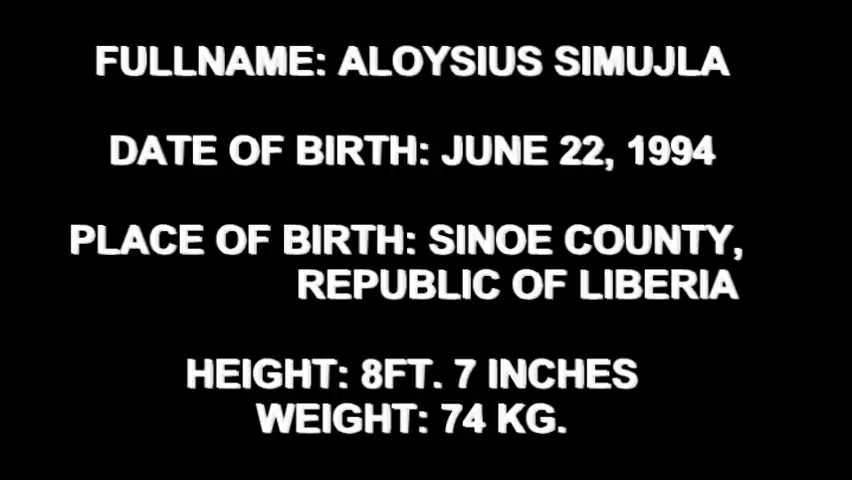 FULLNAME: ALOYSIUS SIMUJLA
DATE OF BIRTH: JUNE 22, 1994
PLACE OF BIRTH: SINOE COUNTY,
REPUBLIC OF LIBERIA
HEIGHT: 8FT. 7 INCHES
WEIGHT: 74 KG.